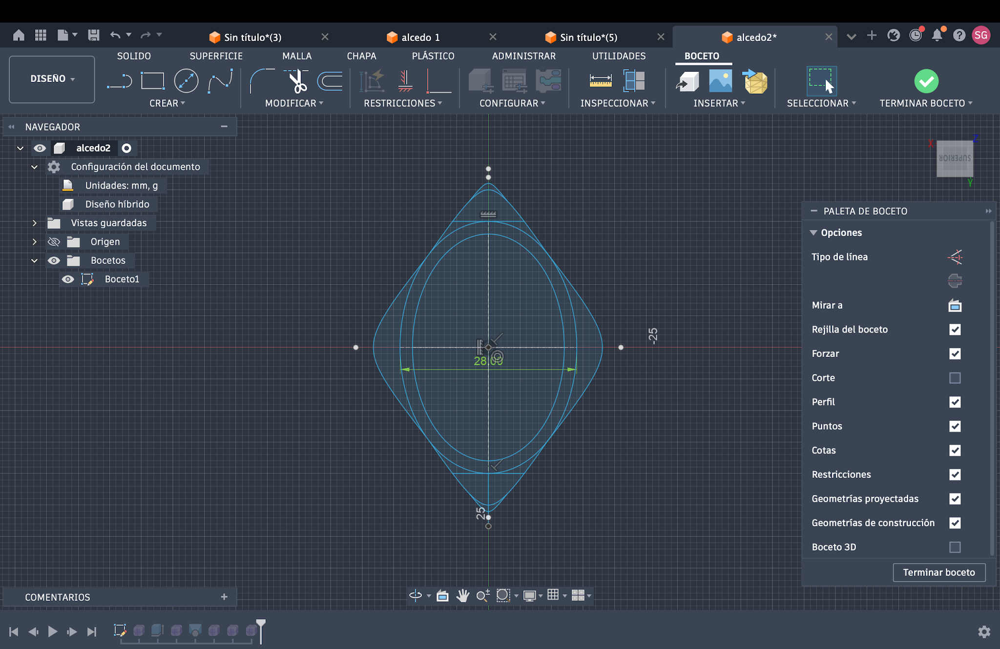 Sin título*(3)
alcedo 1
Sin título*(5)
alcedo2*
SG
SOLIDO SUPERFICIE MALLA CHAPA PLÁSTICO ADMINISTRAR UTILIDADES BOCETO
DISEÑO
CREAR MODIFICAR RESTRICCIONES CONFIGURAR INSPECCIONAR INSERTAR SELECCIONAR TERMINAR BOCETO
NAVEGADOR
alcedo2
Configuración del documento
Unidades: mm, g
Diseño híbrido
Vistas guardadas
Origen
Bocetos
Boceto1
X
Z
SUPERIOR
Y
-25
28.00
25
PALETA DE BOCETO
Opciones
Tipo de línea
Mirar a
Rejilla del boceto
Forzar
Corte
Perfil
Puntos
Cotas
Restricciones
Geometrías proyectadas
Geometrías de construcción
Boceto 3D
Terminar boceto
COMENTARIOS